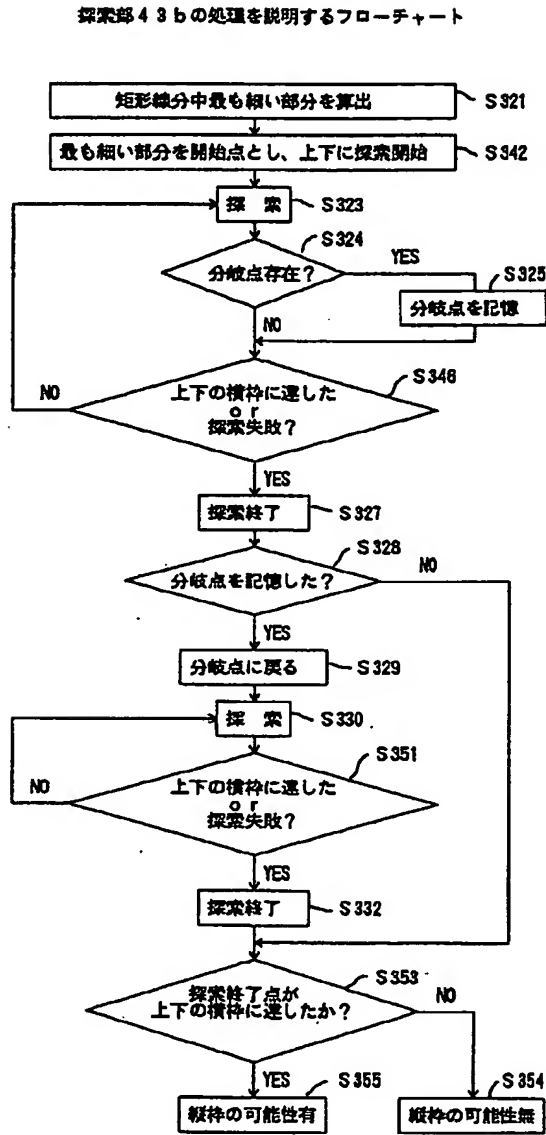 探索部４３ｂの処理を説明するフローチャート
矩形線分中最も細い部分を算出
S321
最も細い部分を開始点とし、上下に探索開始
S342
探　索
S323
S324
分岐点存在？
YES
S325
分岐点を記憶
NO
S346
上下の横枠に達した
or
探索失敗？
NO
YES
探索終了
S327
S328
分岐点を記憶した？
NO
YES
分岐点に戻る
S329
探　索
S330
S351
上下の横枠に達した
or
探索失敗？
NO
YES
探索終了
S332
S353
探索終了点が
上下の横枠に達したか？
NO
YES
S355
縦枠の可能性有
S354
縦枠の可能性無